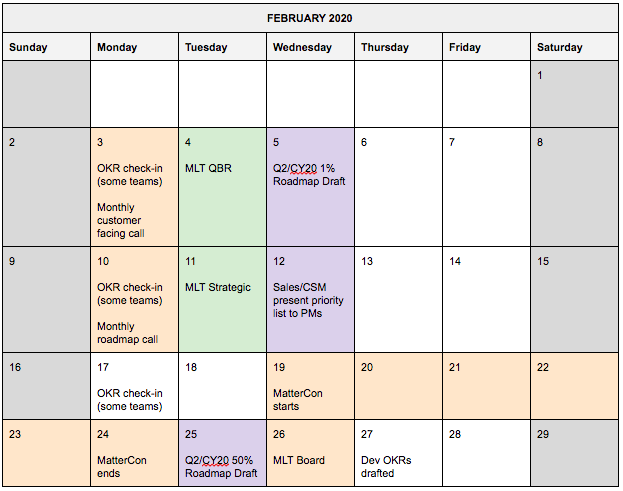 FEBRUARY 2020
Sunday Monday Tuesday Wednesday Thursday Friday Saturday
1
2 3 4 5 6 7 8
OKR check-in MLT QBR Q2/CY20 1%
(some teams) Roadmap Draft
Monthly
customer
facing call
9 10 11 12 13 14 15
OKR check-in MLT Strategic Sales/CSM
(some teams) present priority
list to PMs
Monthly
roadmap call
16 17 18 19 20 21 22
OKR check-in MatterCon
(some teams) starts
23 24 25 26 27 28 29
MatterCon Q2/CY20 50% MLT Board Dev OKRs
ends Roadmap Draft drafted